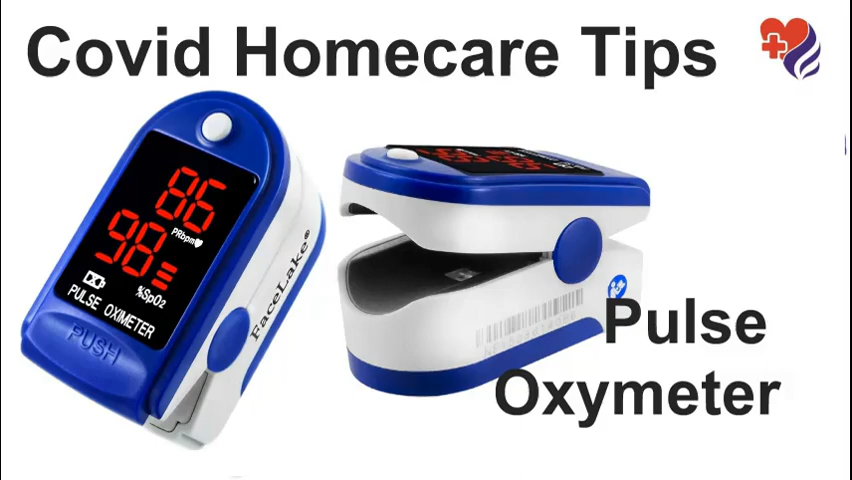 Covid Homecare Tips
86
PRbpm
98
%SpO2
PULSE OXIMETER
PUSH
FaceLake®
Pulse
Oxymeter